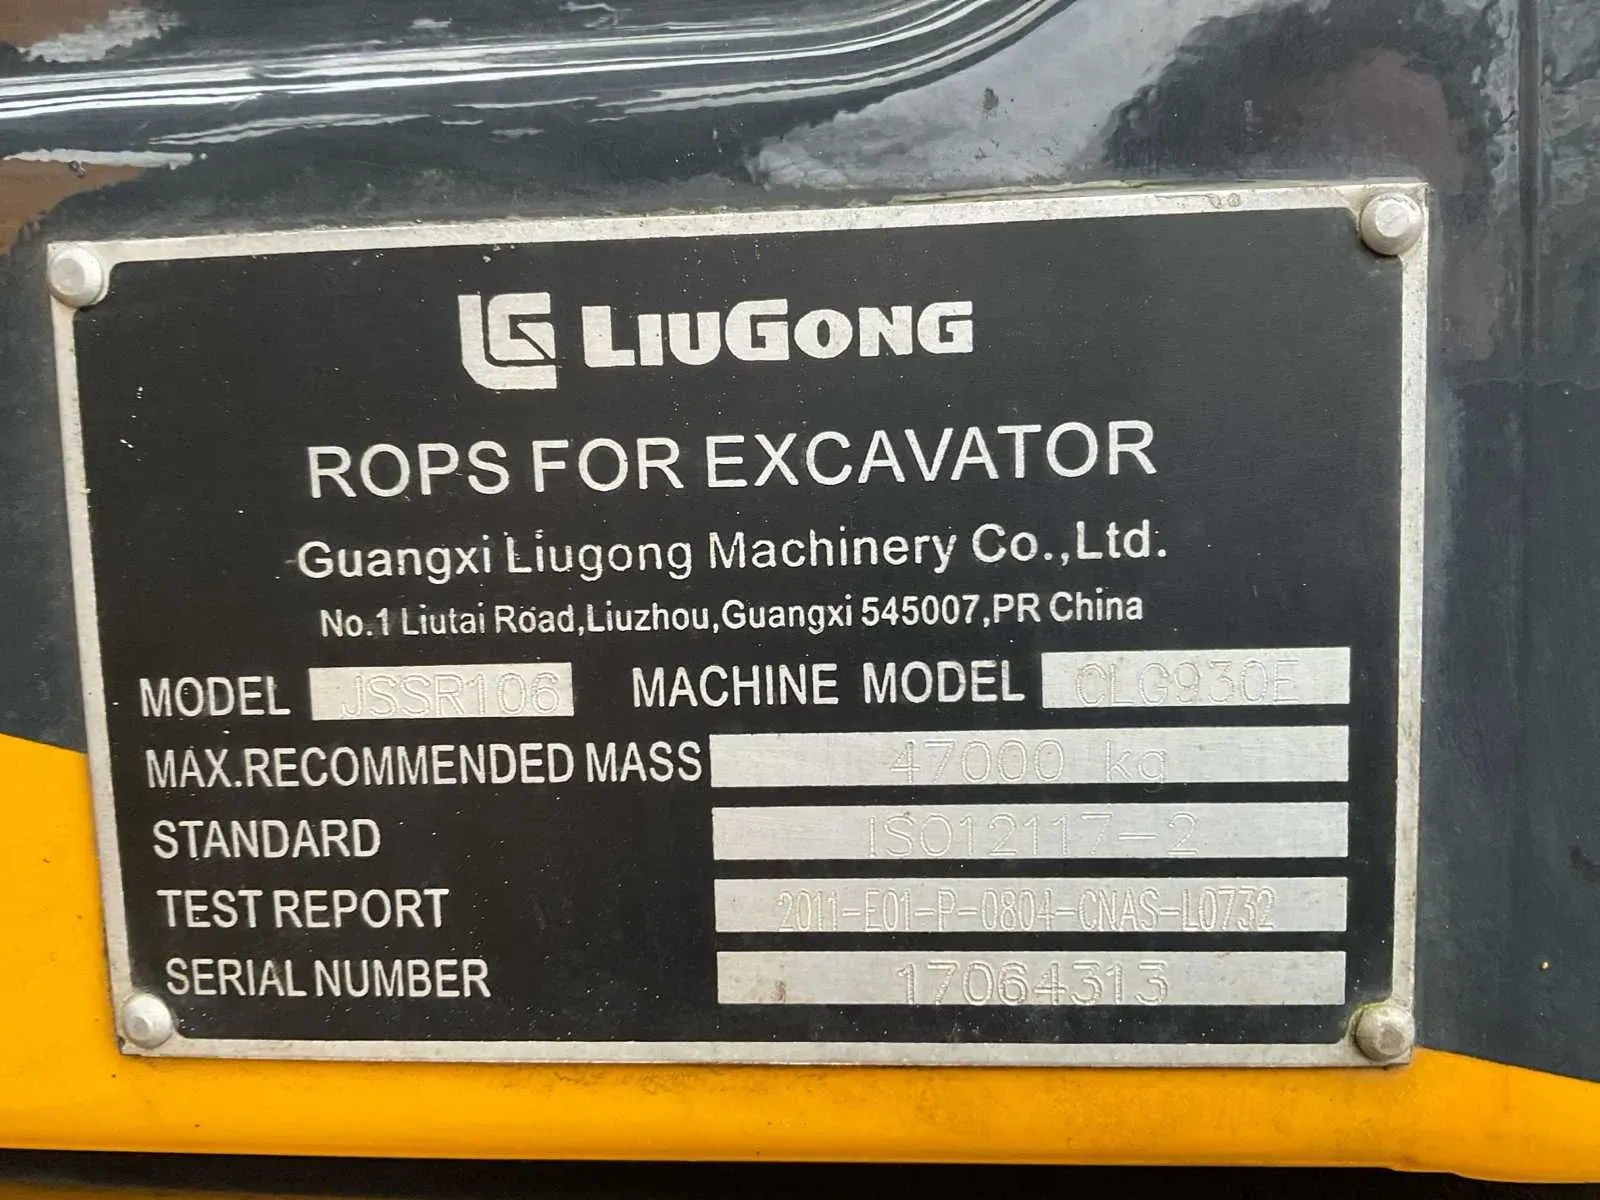 LG LIUGONG
ROPS FOR EXCAVATOR
Guangxi Liugong Machinery Co.,Ltd.
No.1 Liutai Road,Liuzhou,Guangxi 545007,PR China
MODEL JSSR106 MACHINE MODEL CLG930E
MAX.RECOMMENDED MASS 47000 kg
STANDARD ISO12117-2
TEST REPORT 2011-E01-P-0804-CNAS-L0732
SERIAL NUMBER 17064313